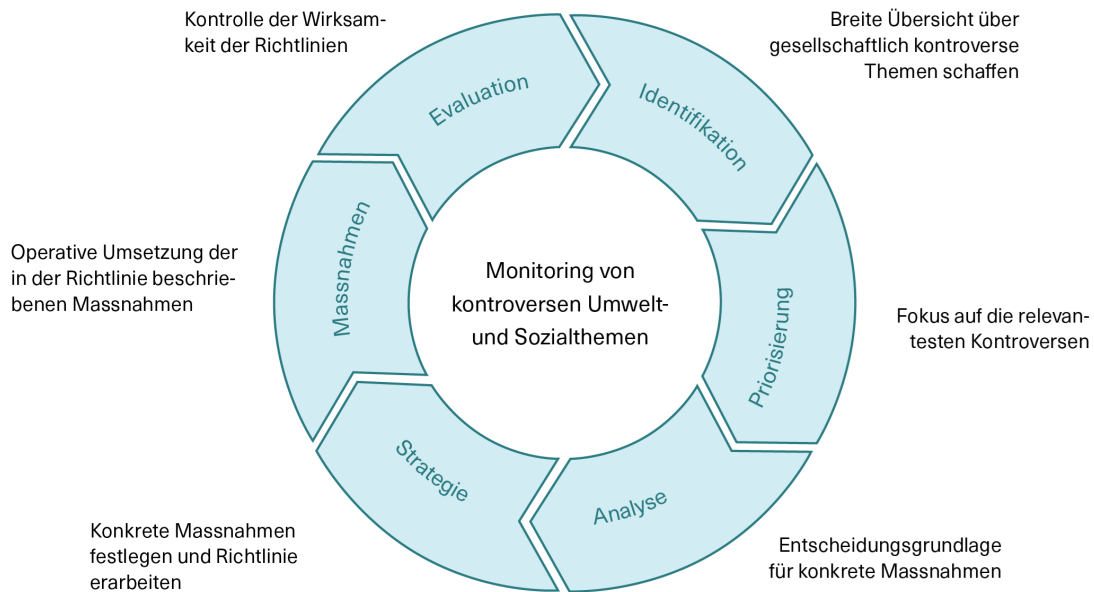 Kontrolle der Wirksam-
keit der Richtlinien
Breite Übersicht über
gesellschaftlich kontroverse
Themen schaffen
Evaluation
Identifikation
Massnahmen
Operative Umsetzung der
in der Richtlinie beschrie-
benen Massnahmen
Monitoring von
kontroversen Umwelt-
und Sozialthemen
Priorisierung
Fokus auf die relevan-
testen Kontroversen
Strategie
Analyse
Konkrete Massnahmen
festlegen und Richtlinie
erarbeiten
Entscheidungsgrundlage
für konkrete Massnahmen